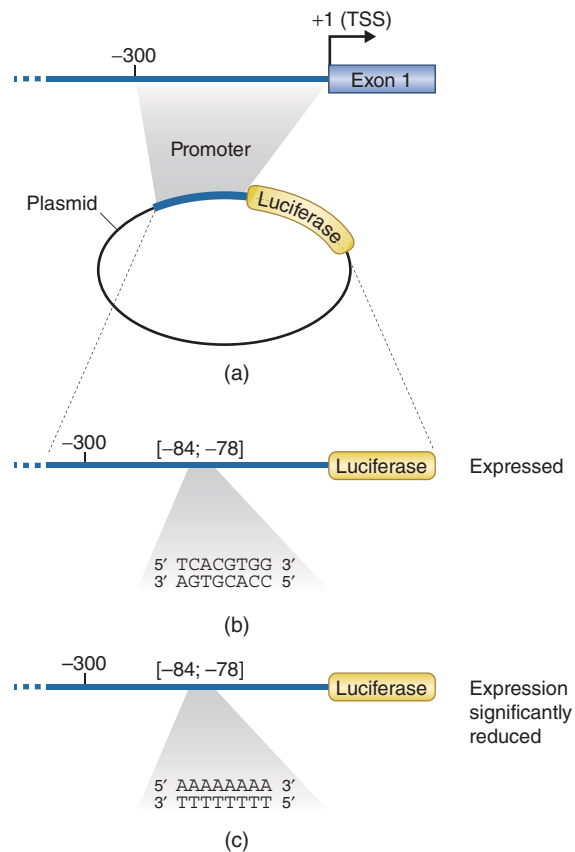 +1 (TSS)
−300
Exon 1
Promoter
Plasmid
Luciferase
(a)
−300
[−84; −78]
Luciferase
Expressed
5′ TCACGTGG 3′
3′ AGTGCACC 5′
(b)
−300
[−84; −78]
Luciferase
Expression
significantly
reduced
5′ AAAAAAAA 3′
3′ TTTTTTTT 5′
(c)